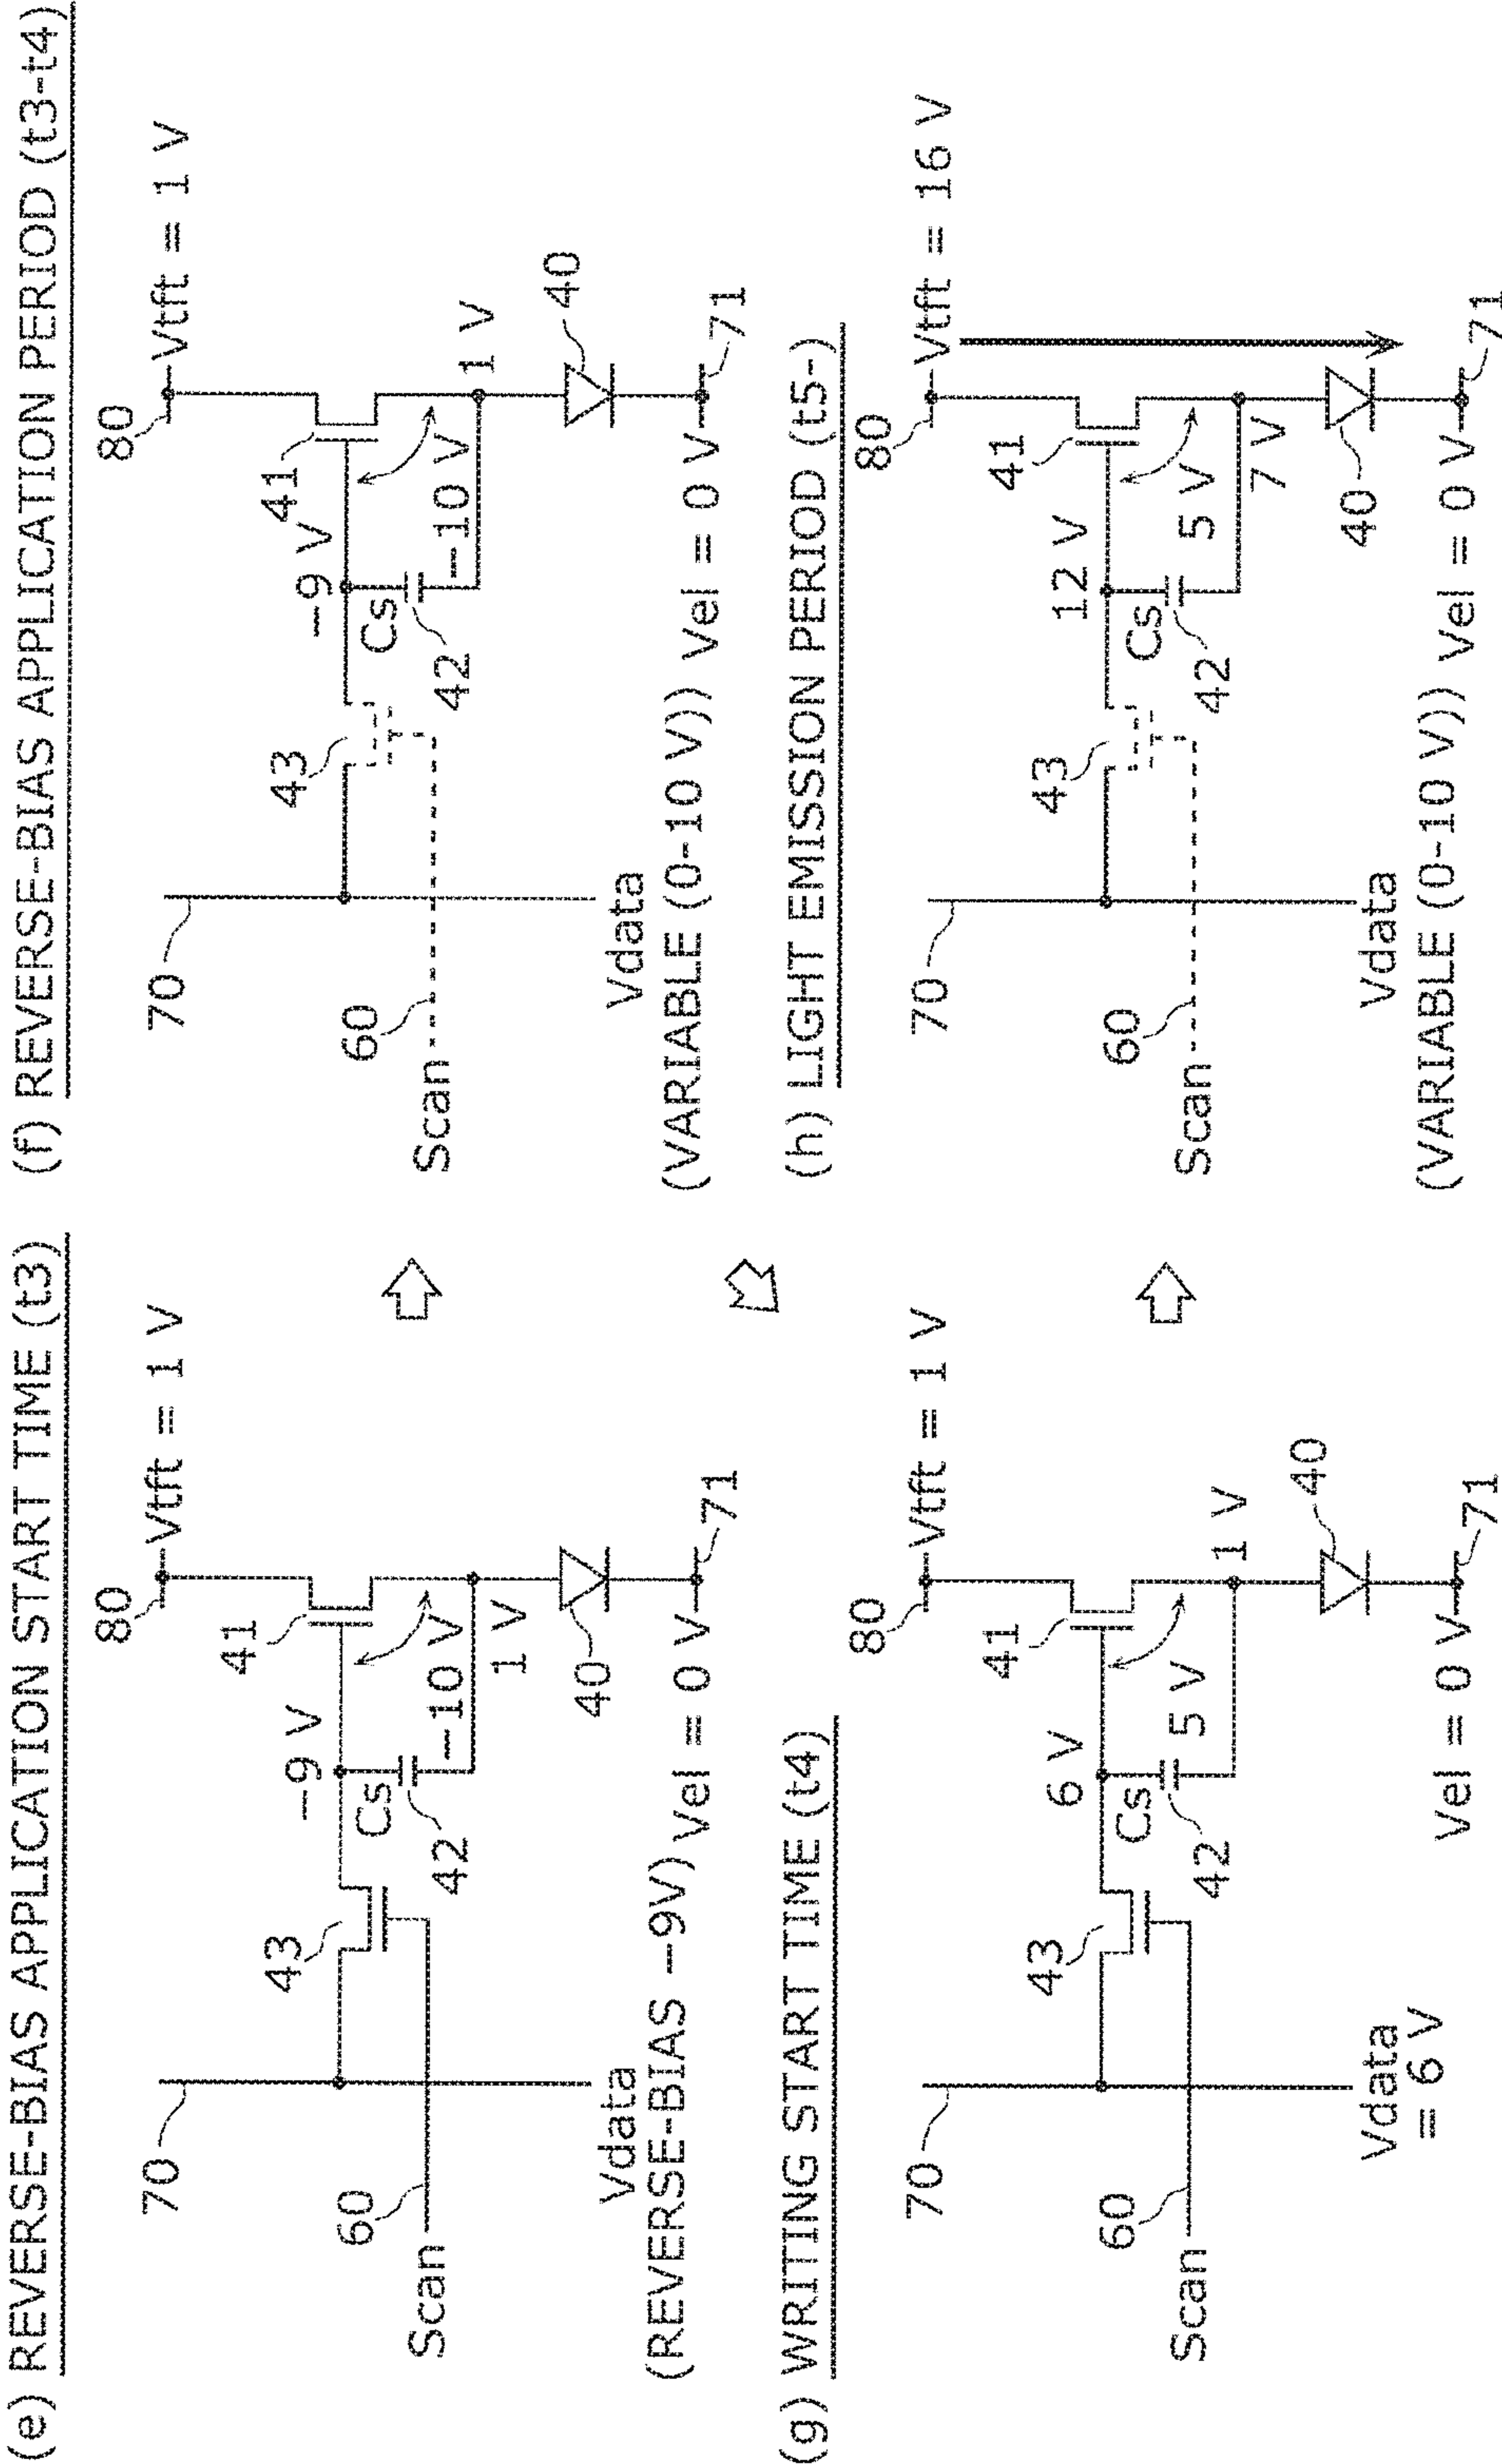 (e) REVERSE-BIAS APPLICATION START TIME (t3)
80
Vtft = 1 V
70
41
−9 V
43
Cs
−10 V
60
42
1 V
Scan
40
Vdata
(REVERSE-BIAS −9V)
Vel = 0 V
71
(f) REVERSE-BIAS APPLICATION PERIOD (t3-t4)
80
Vtft = 1 V
70
41
−9 V
43
Cs
−10 V
60
42
1 V
Scan
40
Vdata
(VARIABLE (0-10 V))
Vel = 0 V
71
(g) WRITING START TIME (t4)
80
Vtft = 1 V
70
41
6 V
43
Cs
5 V
60
42
1 V
Scan
40
Vdata
= 6 V
Vel = 0 V
71
(h) LIGHT EMISSION PERIOD (t5-)
80
Vtft = 16 V
70
41
12 V
43
Cs
5 V
60
42
7 V
Scan
40
Vdata
(VARIABLE (0-10 V))
Vel = 0 V
71